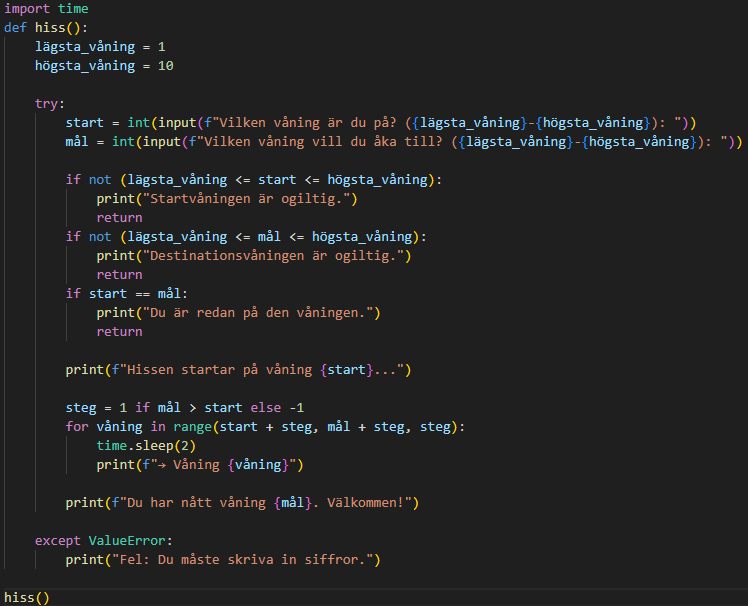 import time
def hiss():
    lägsta_våning = 1
    högsta_våning = 10

    try:
        start = int(input(f"Vilken våning är du på? ({lägsta_våning}-{högsta_våning}): "))
        mål = int(input(f"Vilken våning vill du åka till? ({lägsta_våning}-{högsta_våning}): "))

        if not (lägsta_våning <= start <= högsta_våning):
            print("Startvåningen är ogiltig.")
            return
        if not (lägsta_våning <= mål <= högsta_våning):
            print("Destinationsvåningen är ogiltig.")
            return
        if start == mål:
            print("Du är redan på den våningen.")
            return

        print(f"Hissen startar på våning {start}...")

        steg = 1 if mål > start else -1
        for våning in range(start + steg, mål + steg, steg):
            time.sleep(2)
            print(f"→ Våning {våning}")

        print(f"Du har nått våning {mål}. Välkommen!")

    except ValueError:
        print("Fel: Du måste skriva in siffror.")

hiss()